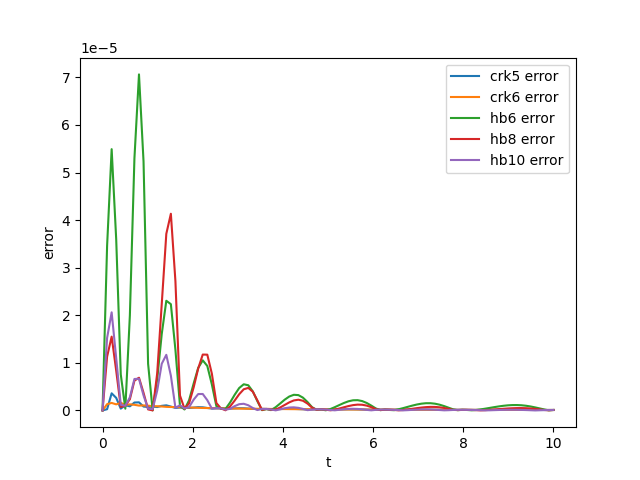 1e−5
7
6
5
4
3
2
1
0
error
0 2 4 6 8 10
t
crk5 error
crk6 error
hb6 error
hb8 error
hb10 error